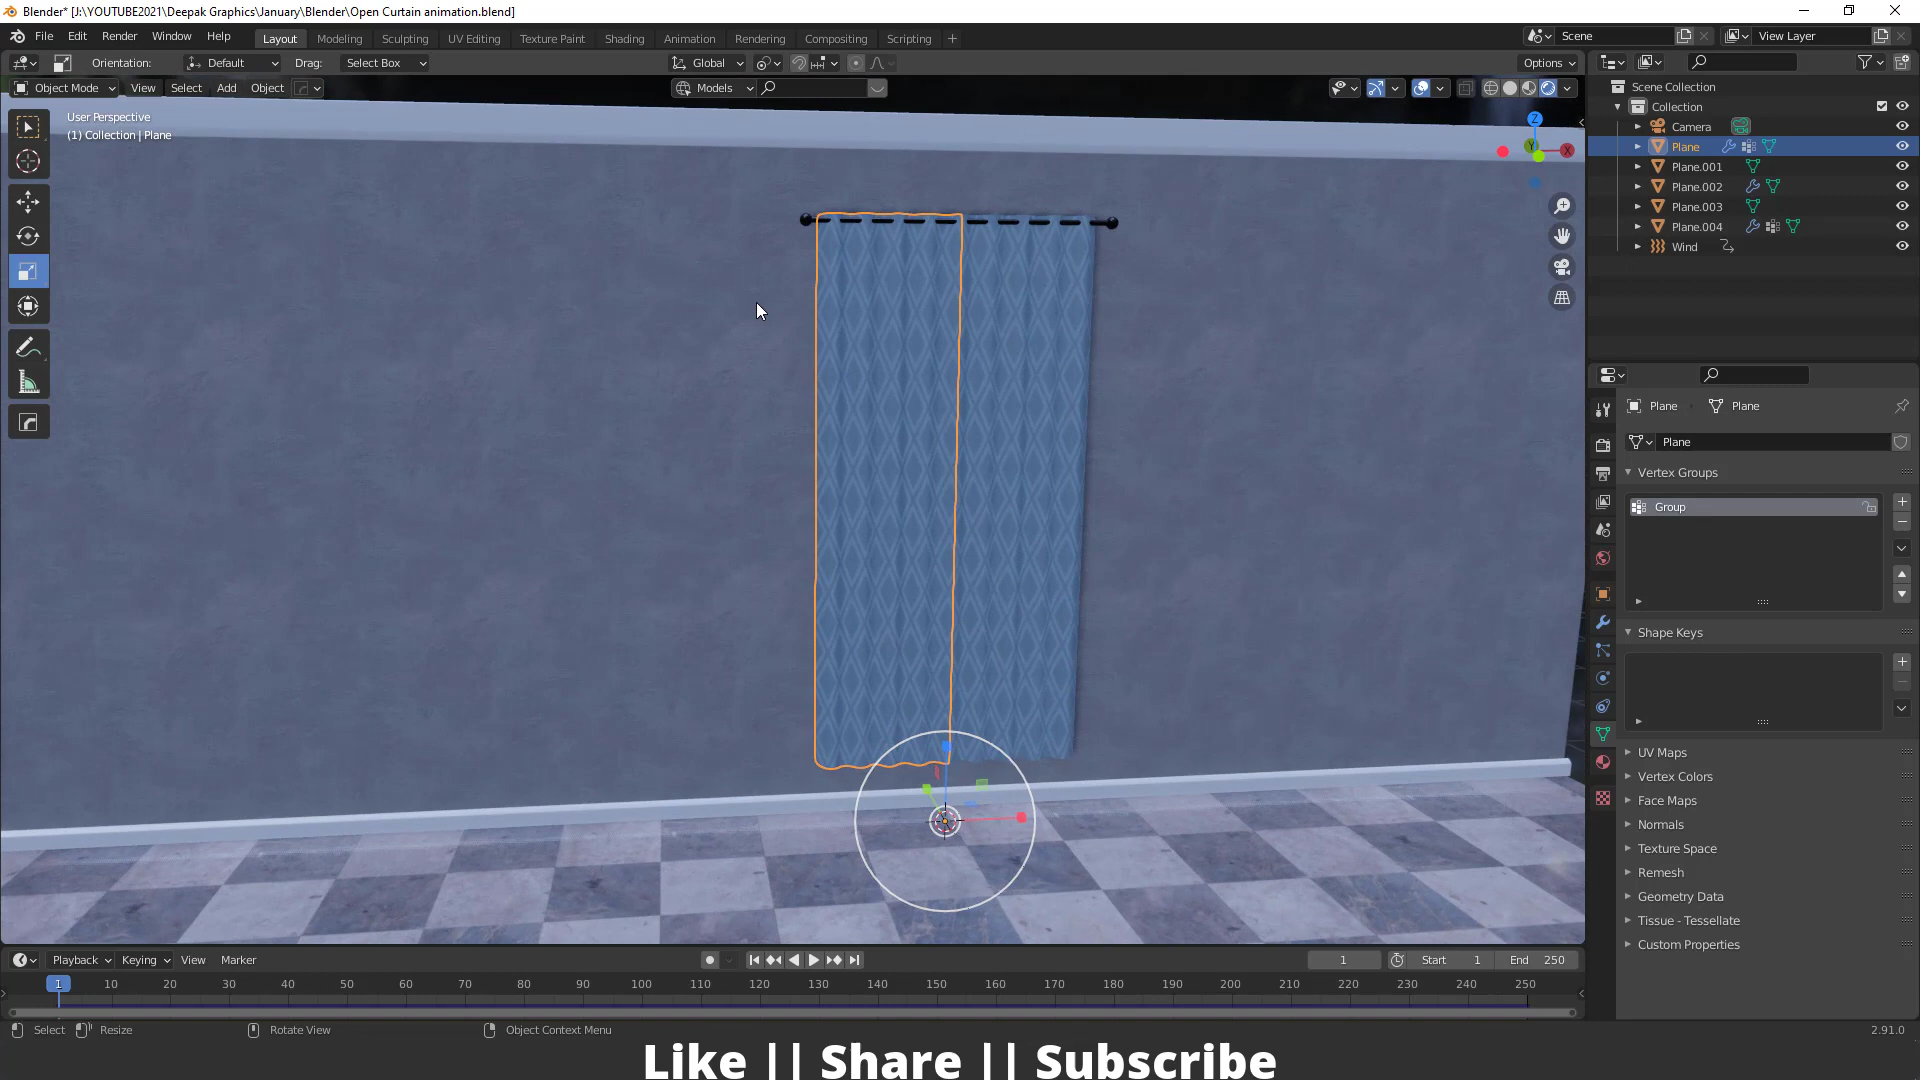 Blender* [J:\YOUTUBE2021\Deepak Graphics\January\Blender\Open Curtain animation.blend]
File Edit Render Window Help
Layout Modeling Sculpting UV Editing Texture Paint Shading Animation Rendering Compositing Scripting
Scene
View Layer
Orientation: Default Drag: Select Box
Global
Options
Object Mode View Select Add Object
Models
User Perspective
(1) Collection | Plane
Z
Y
X
Scene Collection
Collection
Camera
Plane
Plane.001
Plane.002
Plane.003
Plane.004
Wind
Plane Plane
Plane
Vertex Groups
Group
Shape Keys
UV Maps
Vertex Colors
Face Maps
Normals
Texture Space
Remesh
Geometry Data
Tissue - Tessellate
Custom Properties
Playback Keying View Marker
1
Start 1
End 250
1 10 20 30 40 50 60 70 80 90 100 110 120 130 140 150 160 170 180 190 200 210 220 230 240 250
Select Resize Rotate View Object Context Menu
2.91.0
Like || Share || Subscribe